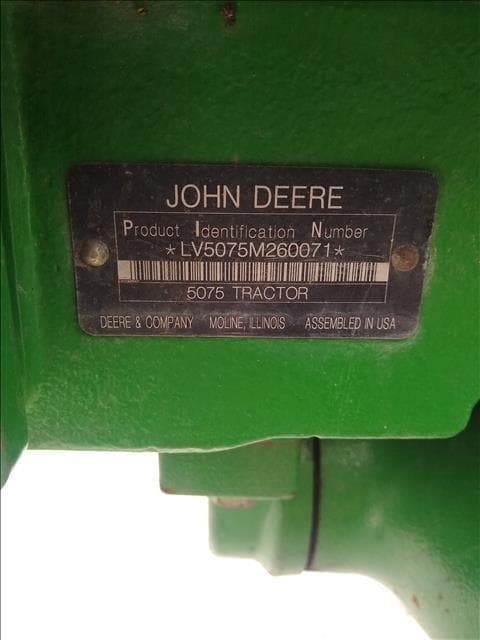 JOHN DEERE
Product Identification Number
*LV5075M260071*
5075 TRACTOR
DEERE & COMPANY MOLINE, ILLINOIS ASSEMBLED IN USA